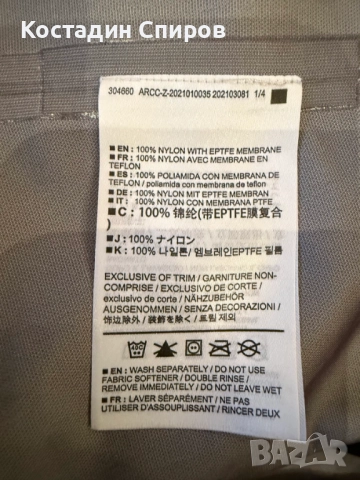 Костадин Спиров
304660 ARCC-Z-2021010035 202103081 1/4
EN: 100% NYLON WITH EPTFE MEMBRANE
FR: 100% NYLON AVEC MEMBRANE EN
TEFLON
ES: 100% POLIAMIDA CON MEMBRANA DE
TEFLON / poliamida con membrana de teflon
DE: 100% NYLON MIT EPTFE MEMBRAN
IT: 100% NYLON CON MEMBRANA PTFE
C: 100% 锦纶(带EPTFE膜复合
)
J: 100% ナイロン
K: 100% 나일론/ 멤브레인EPTFE 필름
EXCLUSIVE OF TRIM / GARNITURE NON-
COMPRISE / EXCLUSIVO DE CORTE /
exclusivo de corte / NÄHZUBEHÖR
AUSGENOMMEN / SENZA DECORAZIONI /
饰边除外 / 装飾を除く / 트림 제외
EN: WASH SEPARATELY / DO NOT USE
FABRIC SOFTENER / DOUBLE RINSE /
REMOVE IMMEDIATELY / DO NOT LEAVE WET
FR: LAVER SÉPARÉMENT / NE PAS
UTILISER D'ASSOUPLISSANT / RINCER DEUX
BAZAR